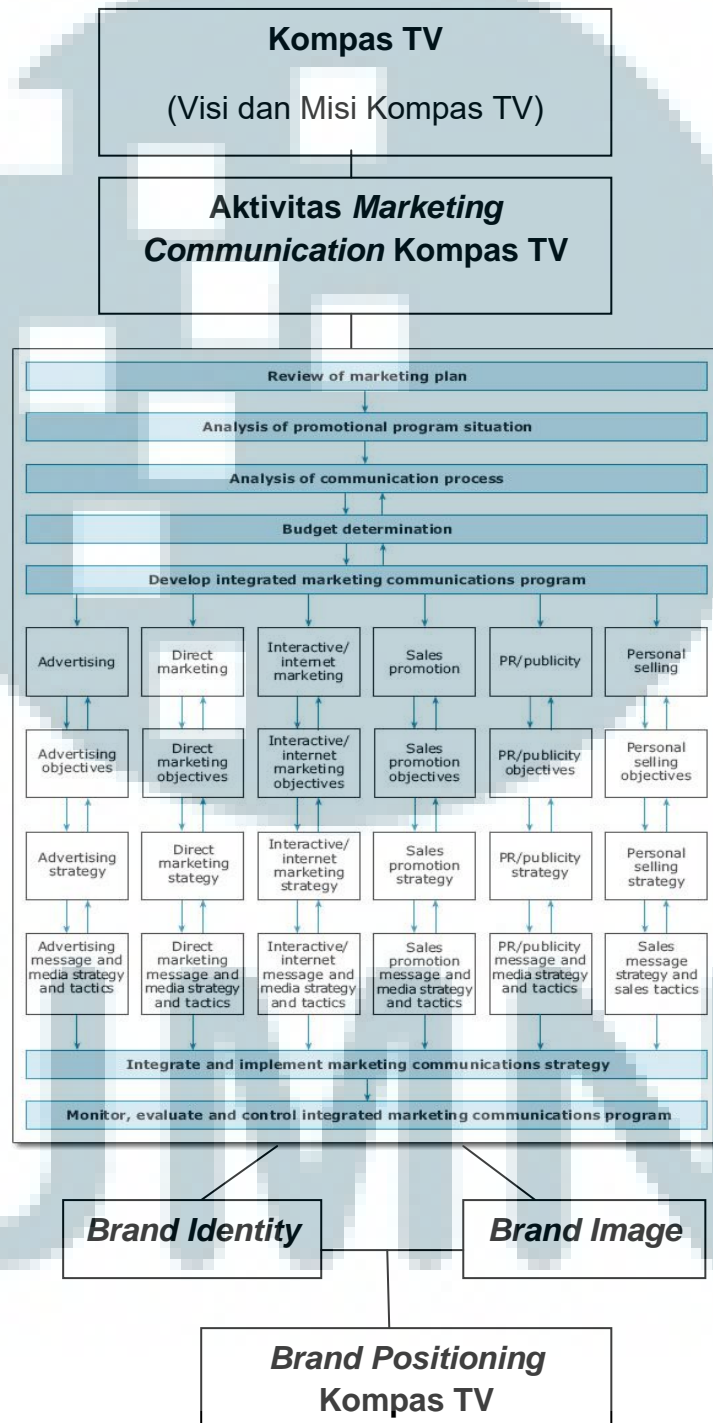 Kompas TV
(Visi dan Misi Kompas TV)
Aktivitas Marketing
Communication Kompas TV
Review of marketing plan
Analysis of promotional program situation
Analysis of communication process
Budget determination
Develop integrated marketing communications program
Advertising
Direct
marketing
Interactive/
internet
marketing
Sales
promotion
PR/publicity
Personal
selling
Advertising
objectives
Direct
marketing
objectives
Interactive/
internet
marketing
objectives
Sales
promotion
objectives
PR/publicity
objectives
Personal
selling
objectives
Advertising
strategy
Direct
marketing
stategy
Interactive/
internet
marketing
strategy
Sales
promotion
strategy
PR/publicity
strategy
Personal
selling
strategy
Advertising
message and
media strategy
and tactics
Direct
marketing
message and
media strategy
and tactics
Interactive/
internet
message and
media strategy
and tactics
Sales
promotion
message and
media strategy
and tactics
PR/publicity
message and
media strategy
and tactics
Sales
message
strategy and
sales tactics
Integrate and implement marketing communications strategy
Monitor, evaluate and control integrated marketing communications program
Brand Identity
Brand Image
Brand Positioning
Kompas TV
UMN